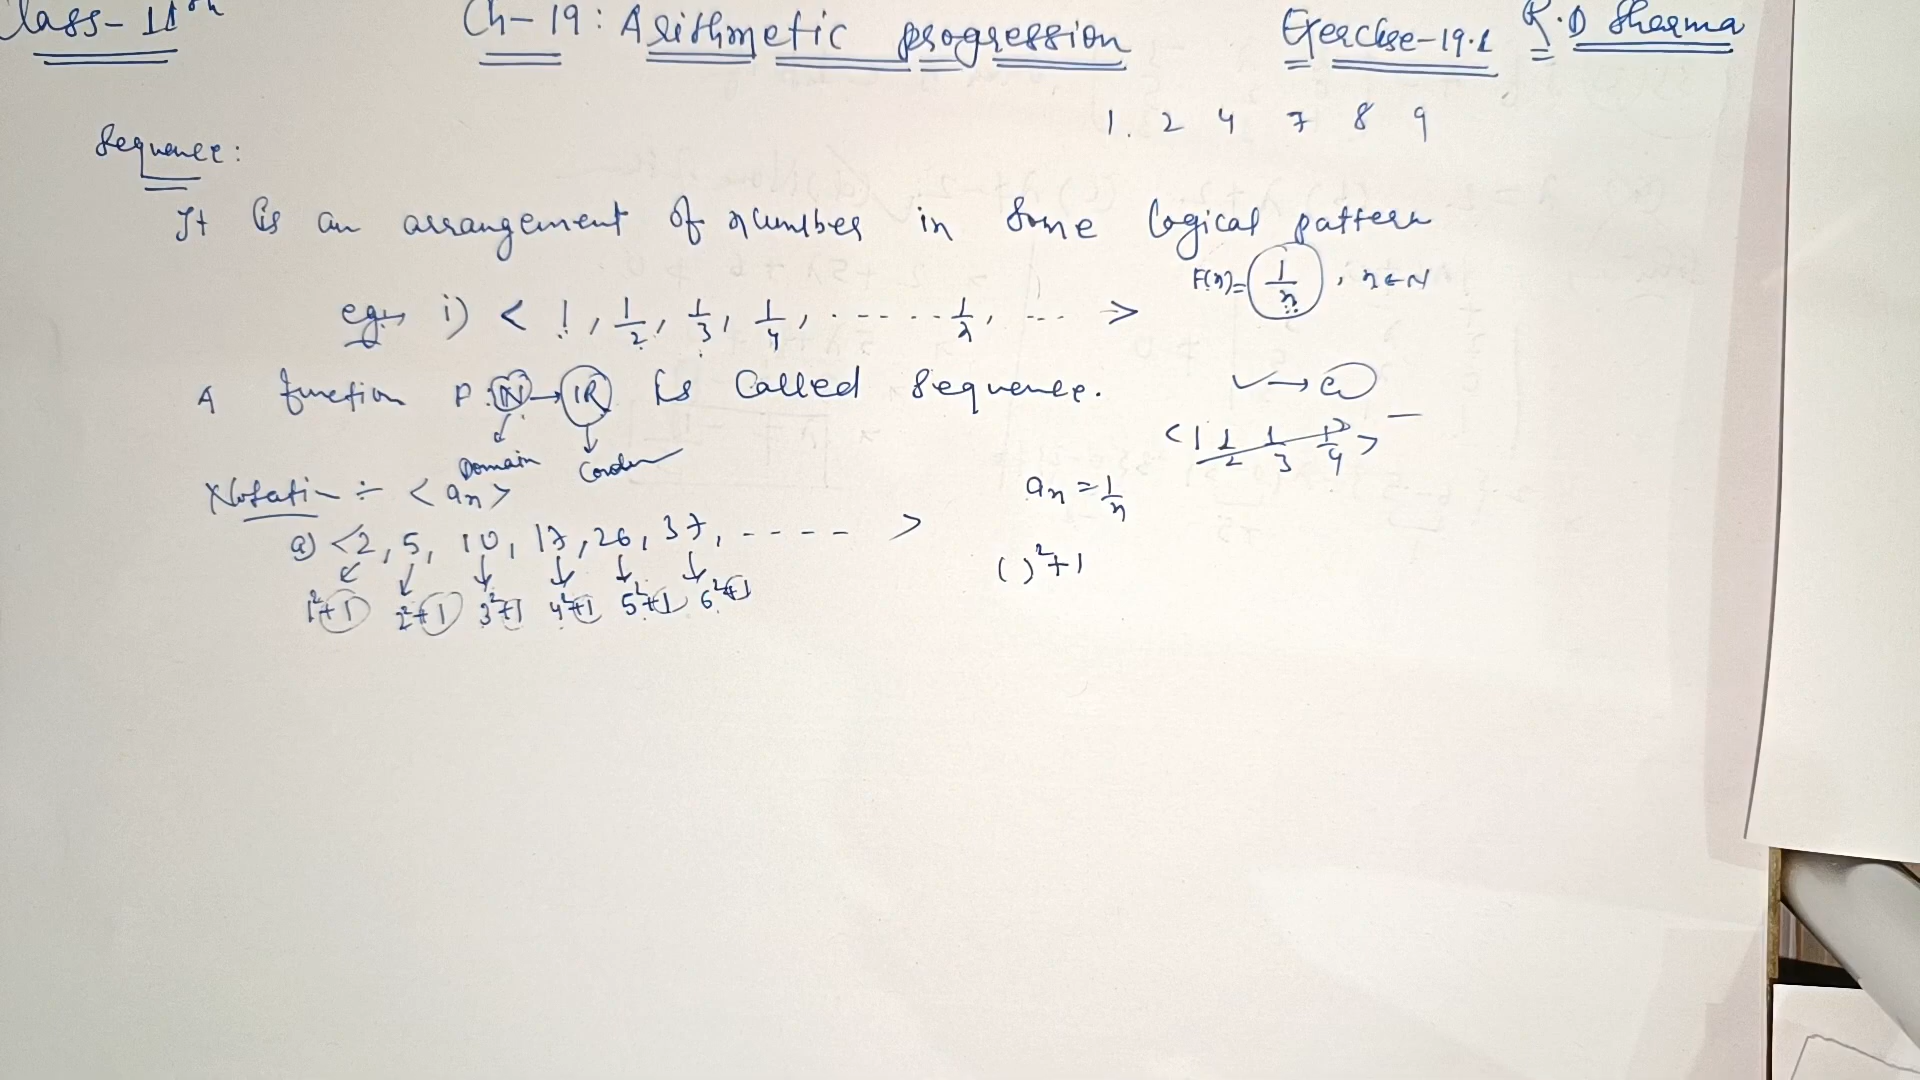 Class-11th Ch-19: Arithmetic progression Exercise-19.1 R.D Sharma
1. 2 4 7 8 9
Sequence:
It is an arrangement of number in some logical pattern
F(n)= 1/n, n∈N
eg:→ i) < 1, 1/2, 1/3, 1/4, ........ 1/n, ... >
A function F:N→IR is called sequence.
Domain
< 1 1/2 1/3 1/4 >
Notation :- < an >
an = 1/n
a) <2, 5, 10, 17, 26, 37, ---- >
( )²+1
1²+1 2²+1 3²+1 4²+1 5²+1 6²+1